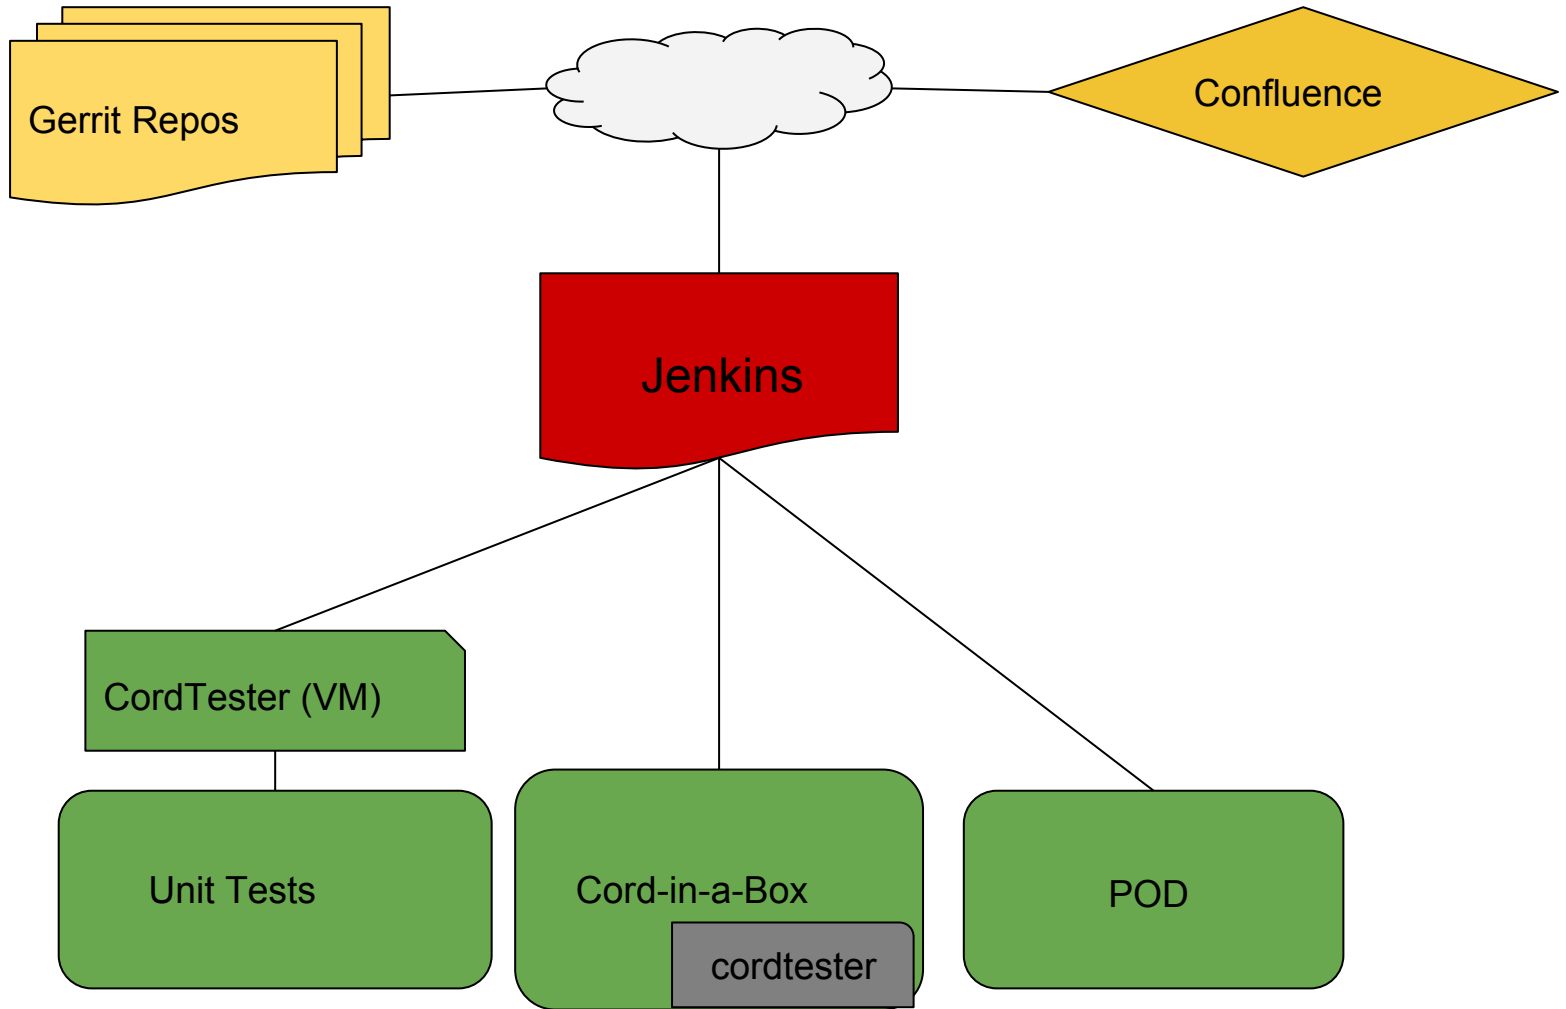 Gerrit Repos
Confluence
Jenkins
CordTester (VM)
Unit Tests
Cord-in-a-Box
POD
cordtester